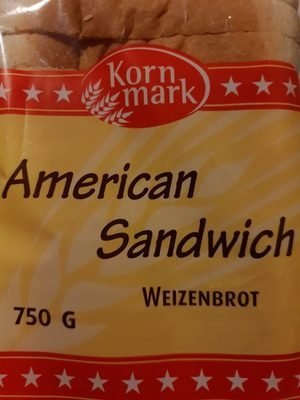 Korn
mark
American
Sandwich
WEIZENBROT
750 G